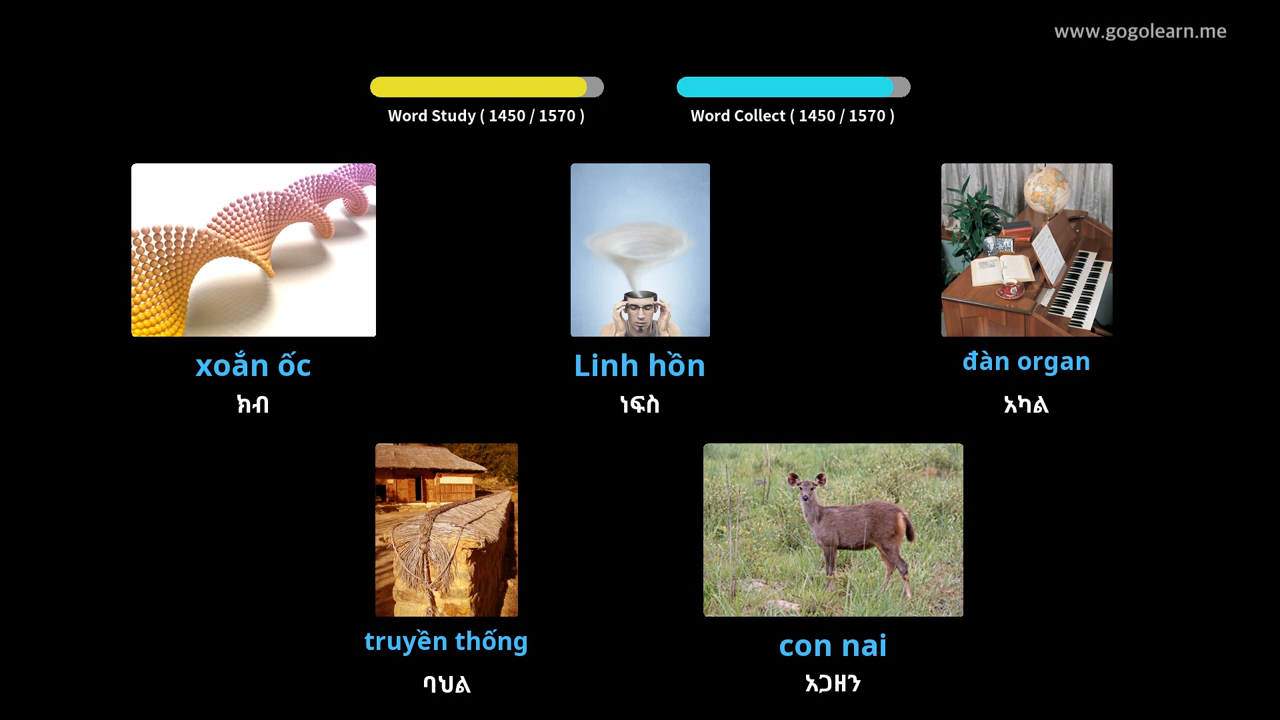 www.gogolearn.me
Word Study ( 1450 / 1570 )
Word Collect ( 1450 / 1570 )
xoắn ốc
ክብ
Linh hồn
ነፍስ
đàn organ
አካል
truyền thống
ባህል
con nai
አጋዘን